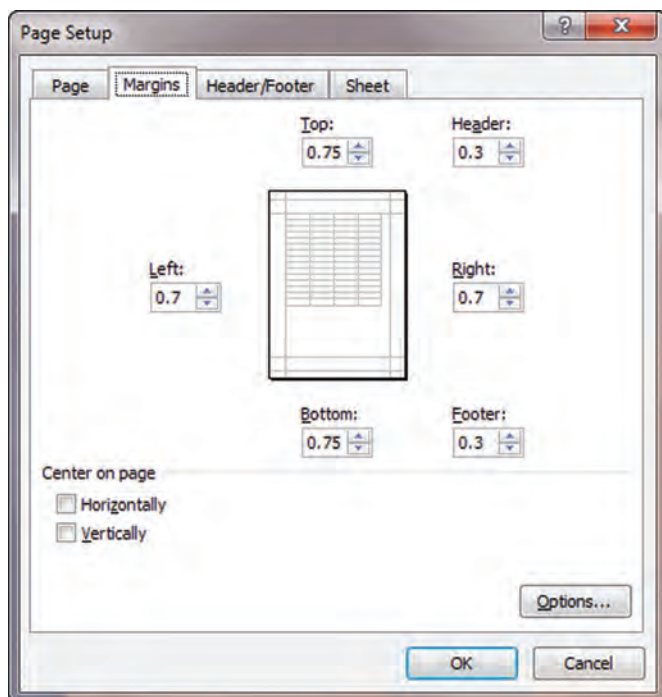 Page Setup
Page Margins Header/Footer Sheet
Top: Header:
0.75 0.3
Left: Right:
0.7 0.7
Bottom: Footer:
0.75 0.3
Center on page
Horizontally
Vertically
Options...
OK Cancel